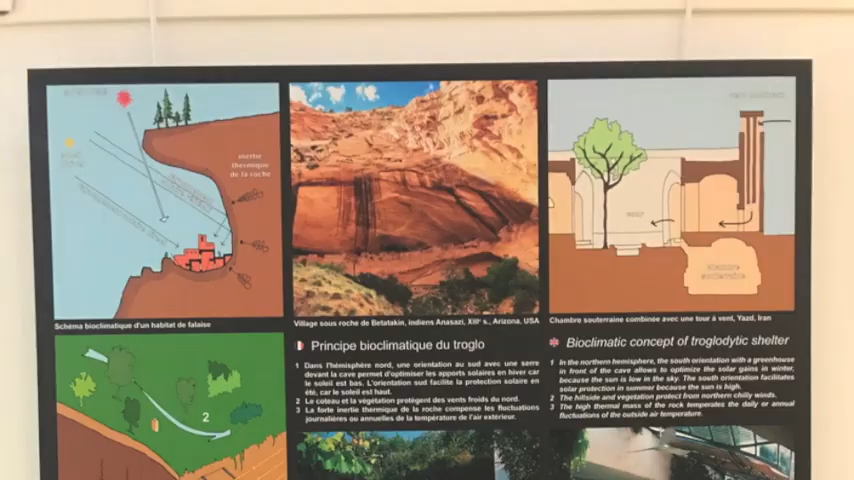 inertie
thermique
de la roche
Schéma bioclimatique d'un habitat de falaise
Village sous roche de Betatakin, indiens Anasazi, XIIIᵉ s., Arizona, USA
Chambre souterraine combinée avec une tour à vent, Yazd, Iran
Principe bioclimatique du troglo
1 Dans l'hémisphère nord, une orientation au sud avec une serre
devant la cave permet d'optimiser les apports solaires en hiver car
le soleil est bas. L'orientation sud facilite la protection solaire en
été, car le soleil est haut.
2 Le coteau et la végétation protègent des vents froids du nord.
3 La forte inertie thermique de la roche compense les fluctuations
journalières ou annuelles de la température de l'air extérieur.
Bioclimatic concept of troglodytic shelter
1 In the northern hemisphere, the south orientation with a greenhouse
in front of the cave allows to optimize the solar gains in winter,
because the sun is low in the sky. The south orientation facilitates
solar protection in summer because the sun is high.
2 The hillside and vegetation protect from northern chilly winds.
3 The high thermal mass of the rock temperates the daily or annual
fluctuations of the outside air temperature.
2